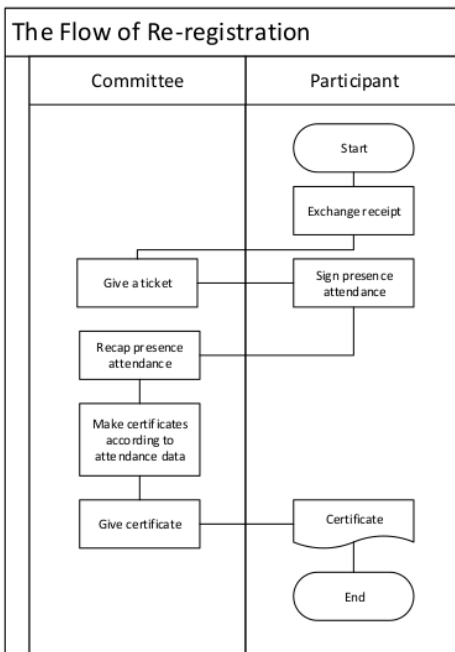 The Flow of Re-registration
Committee
Participant
Start
Exchange receipt
Give a ticket
Sign presence
attendance
Recap presence
attendance
Make certificates
according to
attendance data
Give certificate
Certificate
End